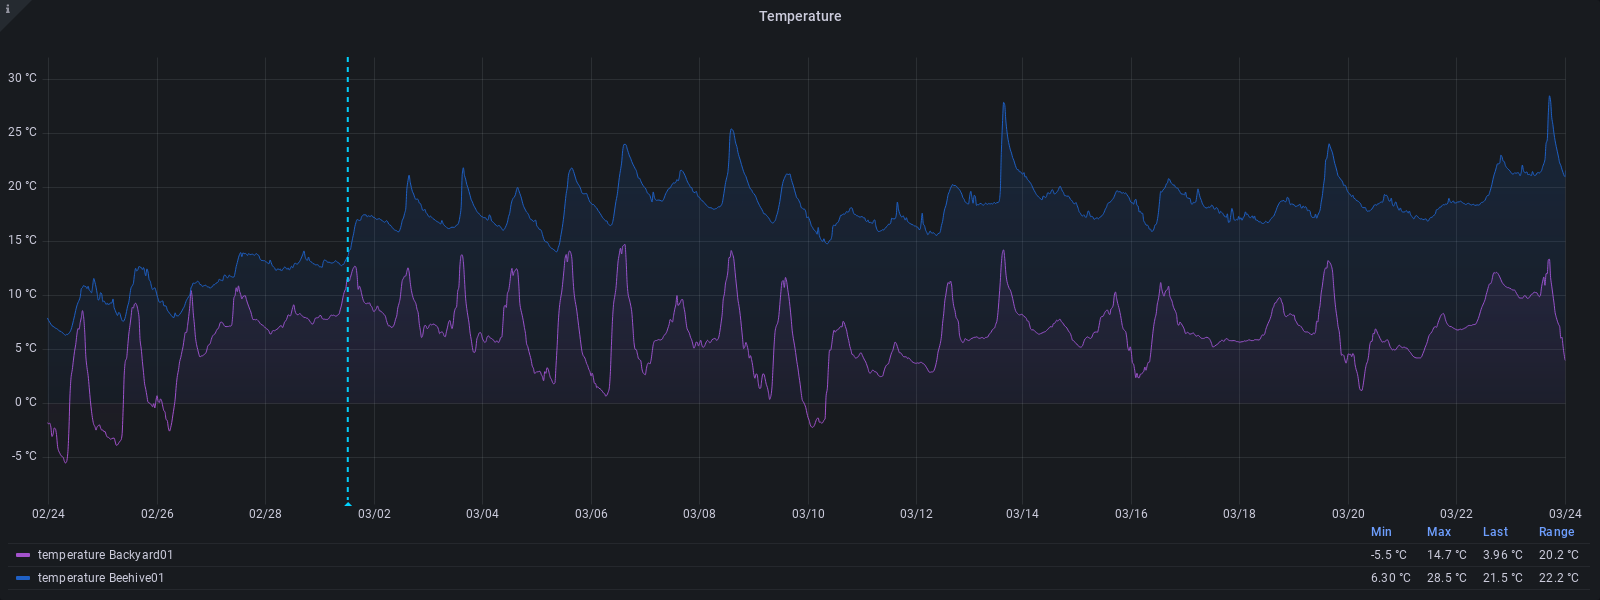 i
Temperature
30 °C
25 °C
20 °C
15 °C
10 °C
5 °C
0 °C
-5 °C
02/24 02/26 02/28 03/02 03/04 03/06 03/08 03/10 03/12 03/14 03/16 03/18 03/20 03/22 03/24
Min Max Last Range
temperature Backyard01 -5.5 °C 14.7 °C 3.96 °C 20.2 °C
temperature Beehive01 6.30 °C 28.5 °C 21.5 °C 22.2 °C